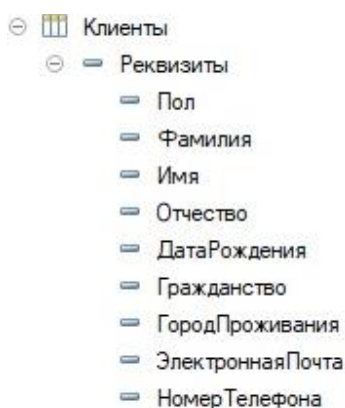 Клиенты
Реквизиты
Пол
Фамилия
Имя
Отчество
ДатаРождения
Гражданство
ГородПроживания
ЭлектроннаяПочта
НомерТелефона